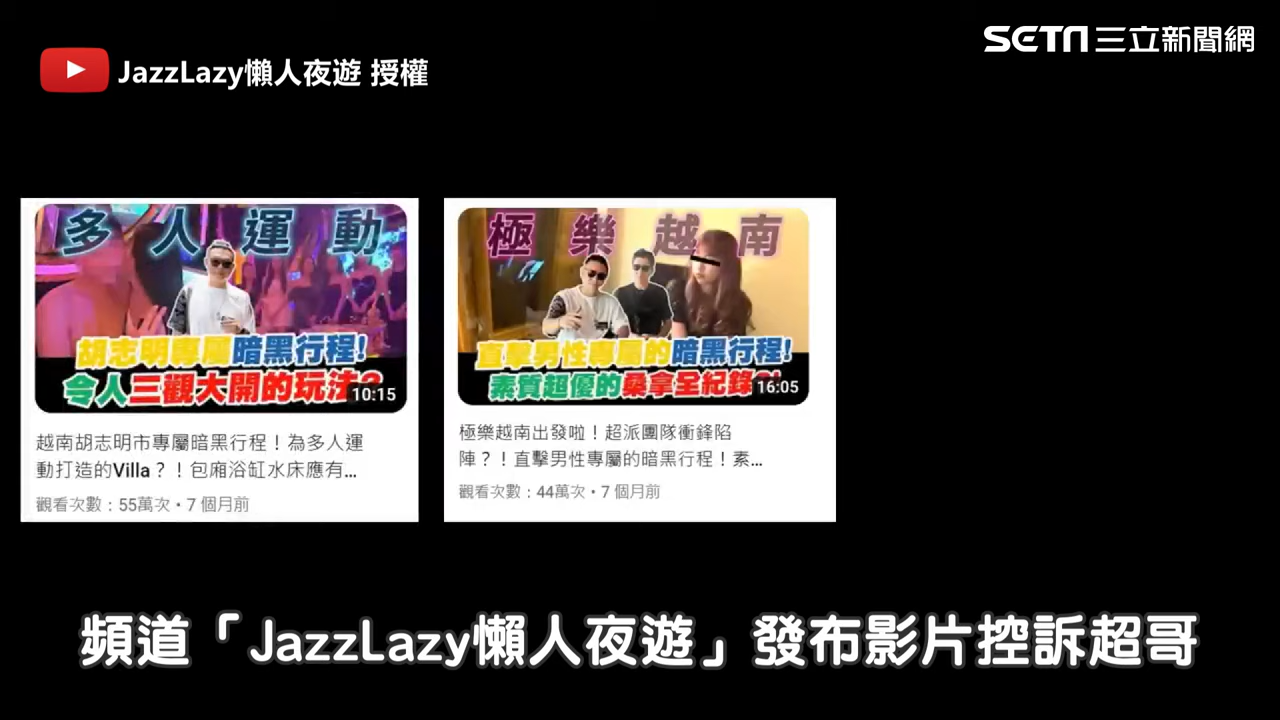 SETN三立新聞網
JazzLazy懶人夜遊 授權
多人運動
胡志明專屬暗黑行程!
令人三觀大開的玩法?
10:15
越南胡志明市專屬暗黑行程！為多人運
動打造的Villa？！包廂浴缸水床應有...
觀看次數：55萬次・7 個月前
極樂越南
直擊男性專屬的暗黑行程!
素質超優的桑拿全紀錄?!
16:05
極樂越南出發啦！超派團隊衝鋒陷
陣？！直擊男性專屬的暗黑行程！素...
觀看次數：44萬次・7 個月前
頻道「JazzLazy懶人夜遊」發布影片控訴超哥